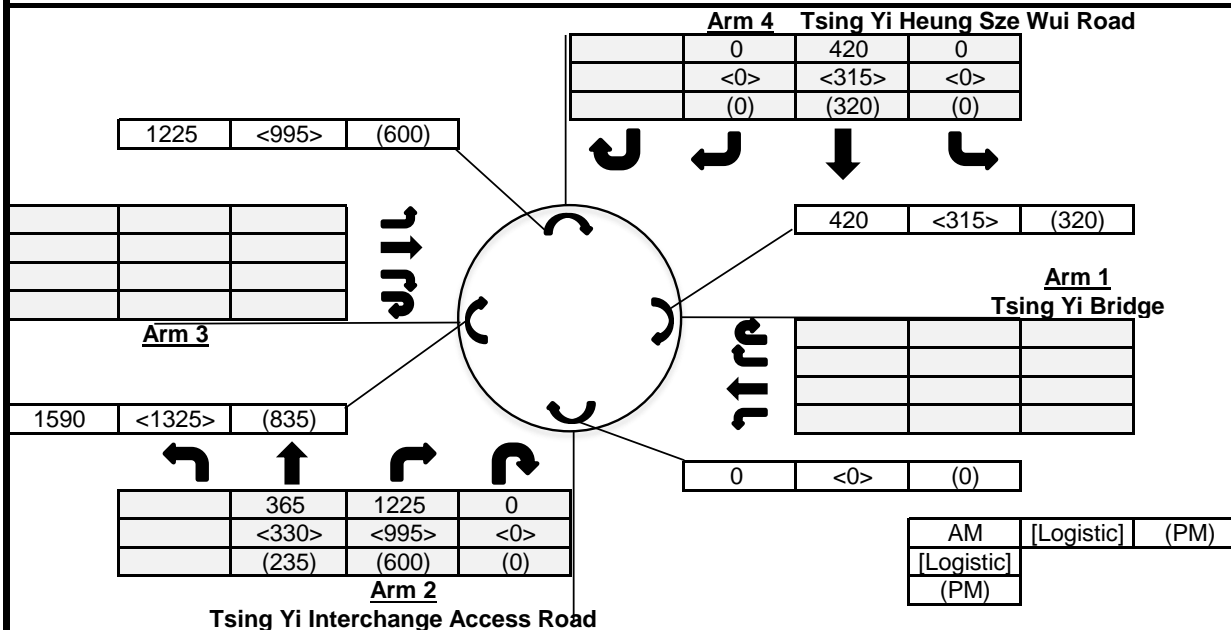 Arm 4 Tsing Yi Heung Sze Wui Road
0 420 0
<0> <315> <0>
(0) (320) (0)
1225 <995> (600)
420 <315> (320)
Arm 1
Tsing Yi Bridge
Arm 3
1590 <1325> (835)
0 <0> (0)
365 1225 0
<330> <995> <0>
(235) (600) (0)
Arm 2
Tsing Yi Interchange Access Road
AM [Logistic] (PM)
[Logistic]
(PM)